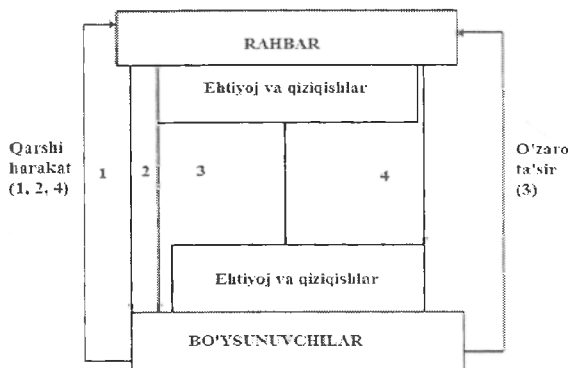 RAHBAR
Ehtiyoj va qiziqishlar
Qarshi
harakat
(1, 2, 4)
1
2
3
4
O'zaro
ta'sir
(3)
Ehtiyoj va qiziqishlar
BO'YSUNUVCHILAR